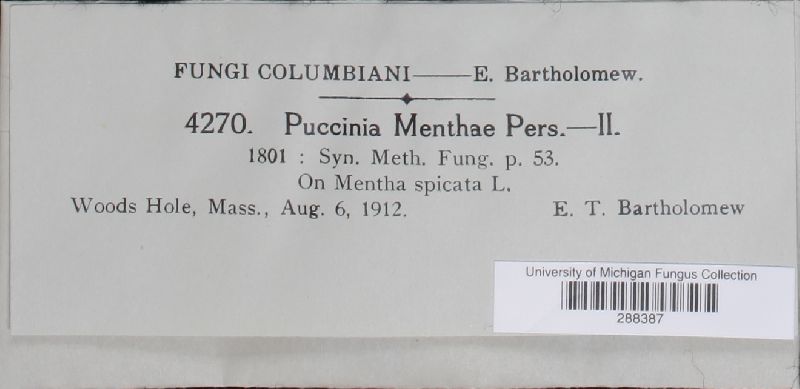 FUNGI COLUMBIANI——E. Bartholomew.
4270. Puccinia Menthae Pers.—II.
1801 : Syn. Meth. Fung. p. 53.
On Mentha spicata L.
Woods Hole, Mass., Aug. 6, 1912. E. T. Bartholomew
University of Michigan Fungus Collection
288387